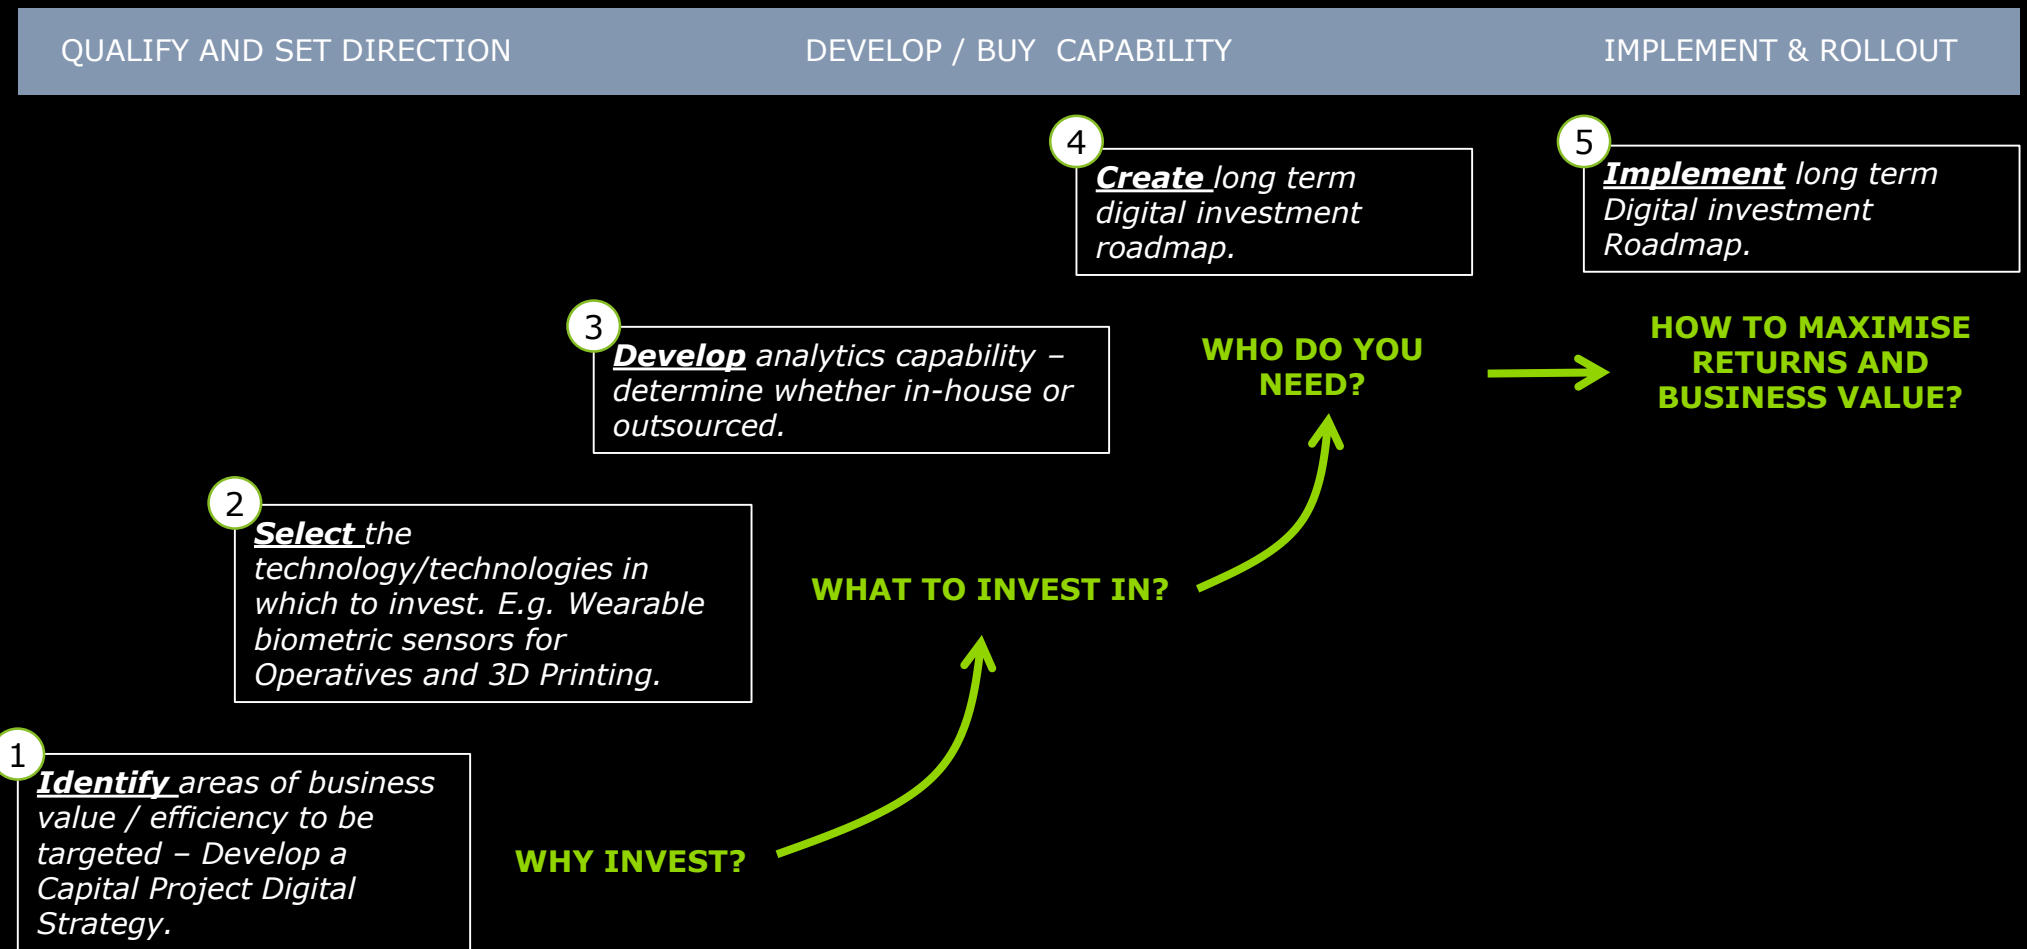 QUALIFY AND SET DIRECTION
DEVELOP / BUY  CAPABILITY
IMPLEMENT & ROLLOUT
4
Create long term
digital investment
roadmap.
5
Implement long term
Digital investment
Roadmap.
3
Develop analytics capability –
determine whether in-house or
outsourced.
WHO DO YOU
NEED?
HOW TO MAXIMISE
RETURNS AND
BUSINESS VALUE?
2
Select the
technology/technologies in
which to invest. E.g. Wearable
biometric sensors for
Operatives and 3D Printing.
WHAT TO INVEST IN?
1
Identify areas of business
value / efficiency to be
targeted – Develop a
Capital Project Digital
Strategy.
WHY INVEST?